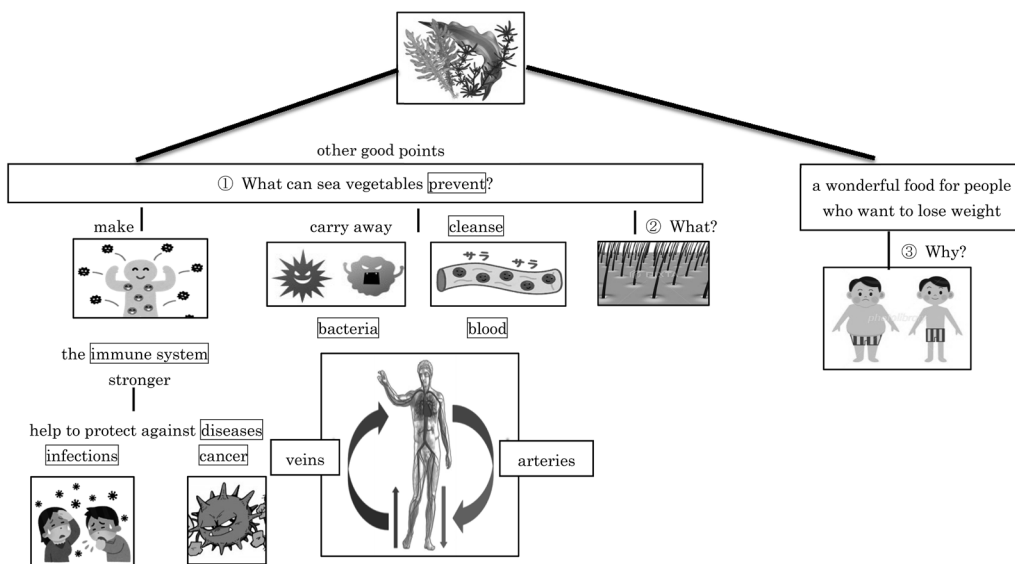 other good points
① What can sea vegetables prevent?
a wonderful food for people
who want to lose weight
make
carry away
cleanse
② What?
③ Why?
サラ
サラ
bacteria
blood
the immune system
stronger
help to protect against diseases
infections
cancer
veins
arteries